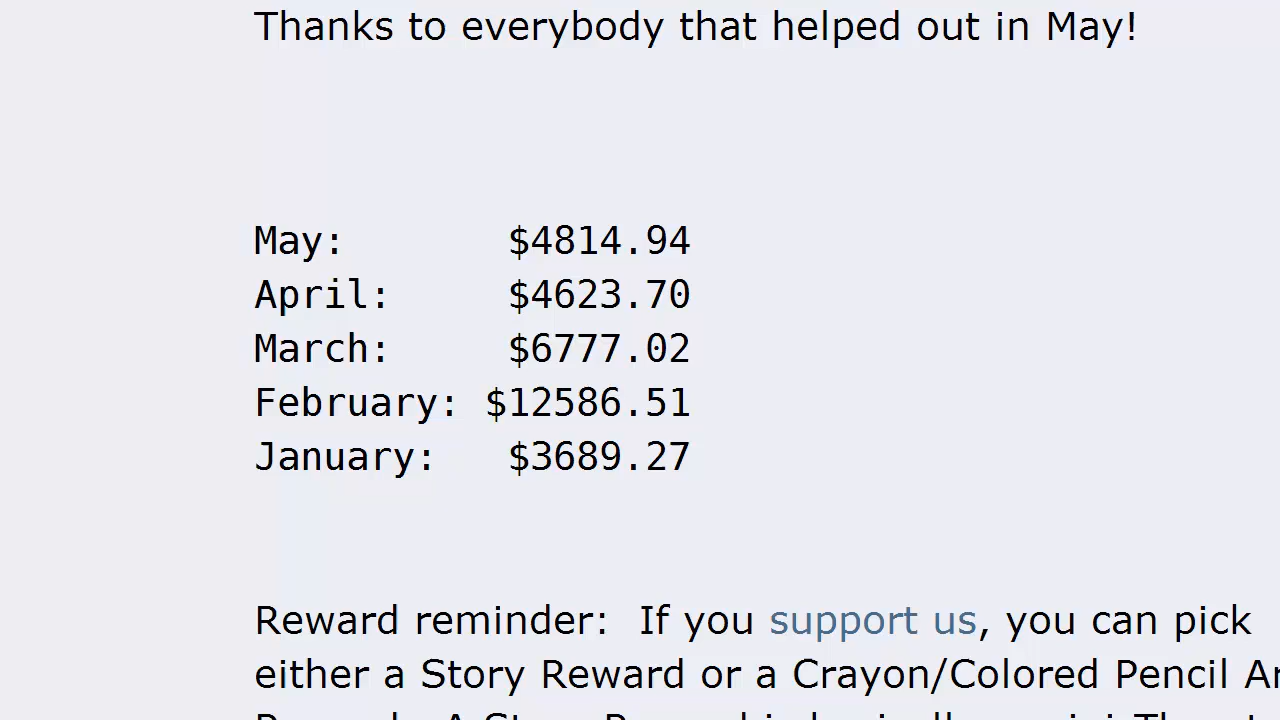 Thanks to everybody that helped out in May!
May: $4814.94
April: $4623.70
March: $6777.02
February: $12586.51
January: $3689.27
Reward reminder: If you support us, you can pick
either a Story Reward or a Crayon/Colored Pencil